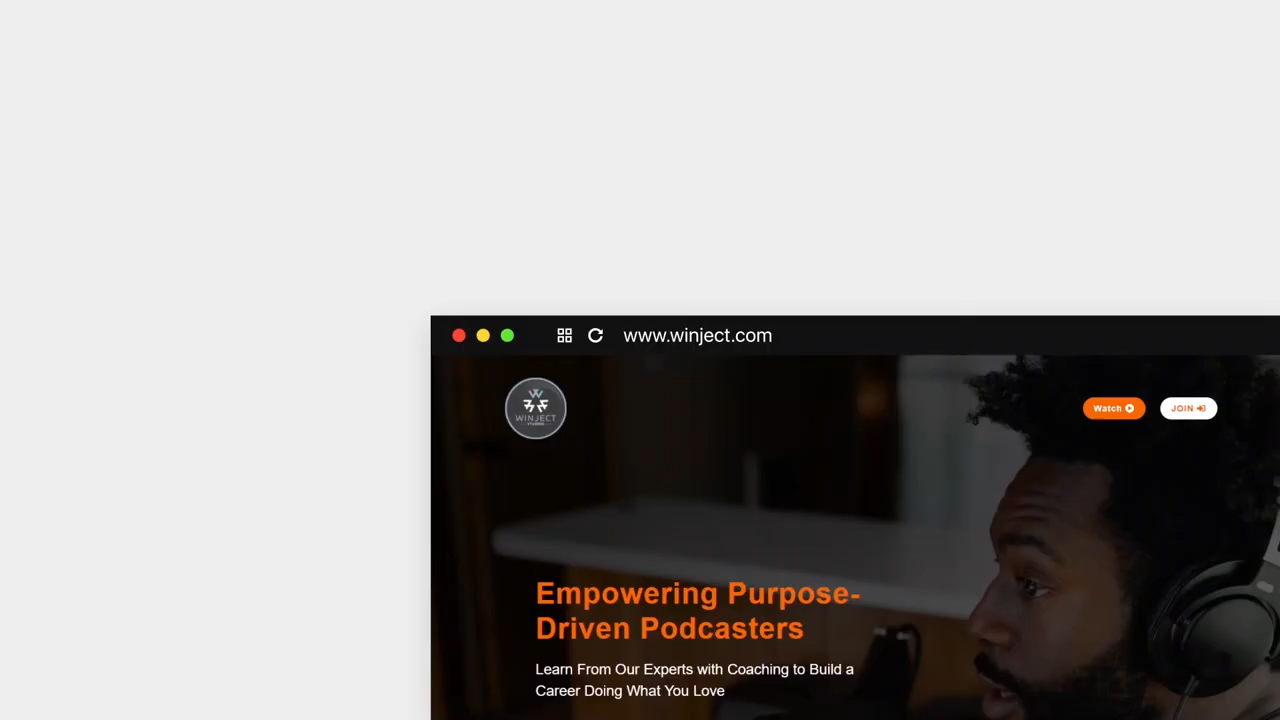 www.winject.com
WINJECT
STUDIOS
Watch
JOIN
Empowering Purpose-
Driven Podcasters
Learn From Our Experts with Coaching to Build a
Career Doing What You Love